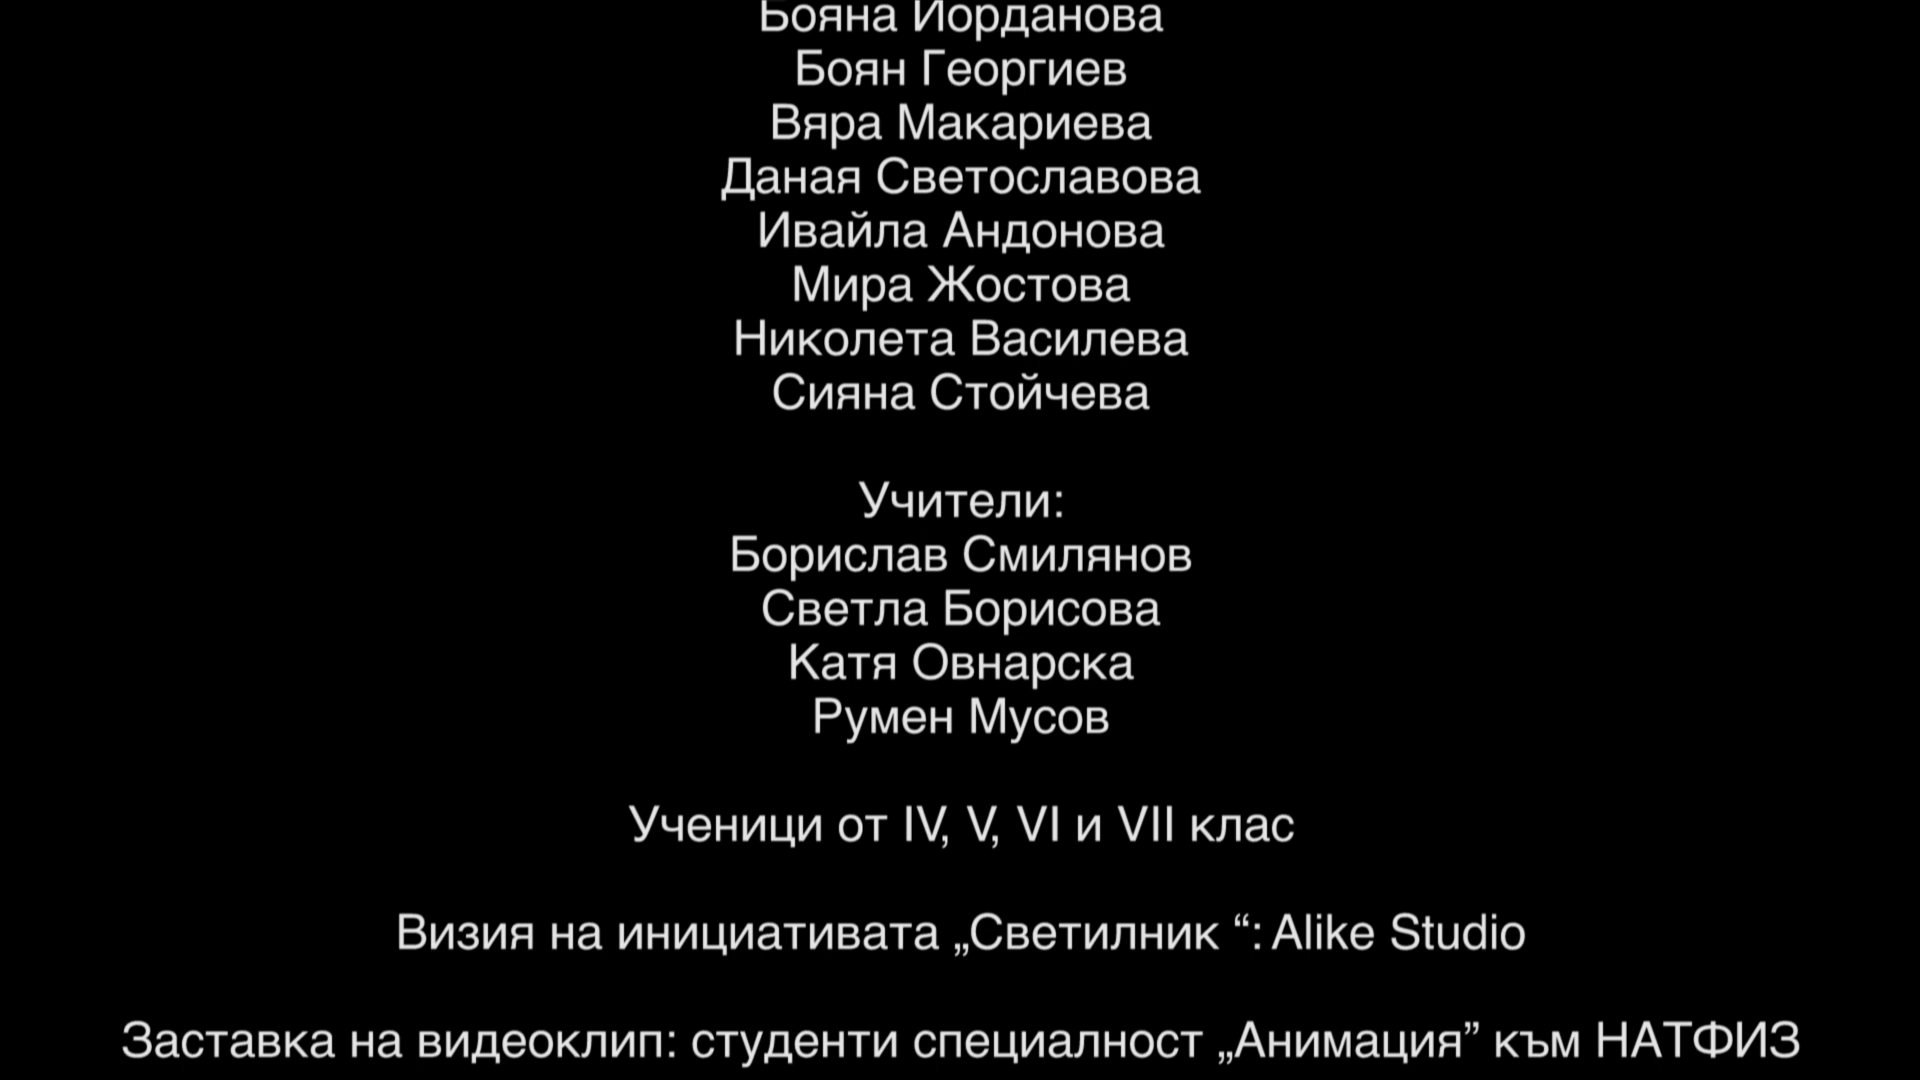 Бояна Йорданова
Боян Георгиев
Вяра Макариева
Даная Светославова
Ивайла Андонова
Мира Жостова
Николета Василева
Сияна Стойчева
Учители:
Борислав Смилянов
Светла Борисова
Катя Овнарска
Румен Мусов
Ученици от IV, V, VI и VII клас
Визия на инициативата „Светилник “: Alike Studio
Заставка на видеоклип: студенти специалност „Анимация” към НАТФИЗ